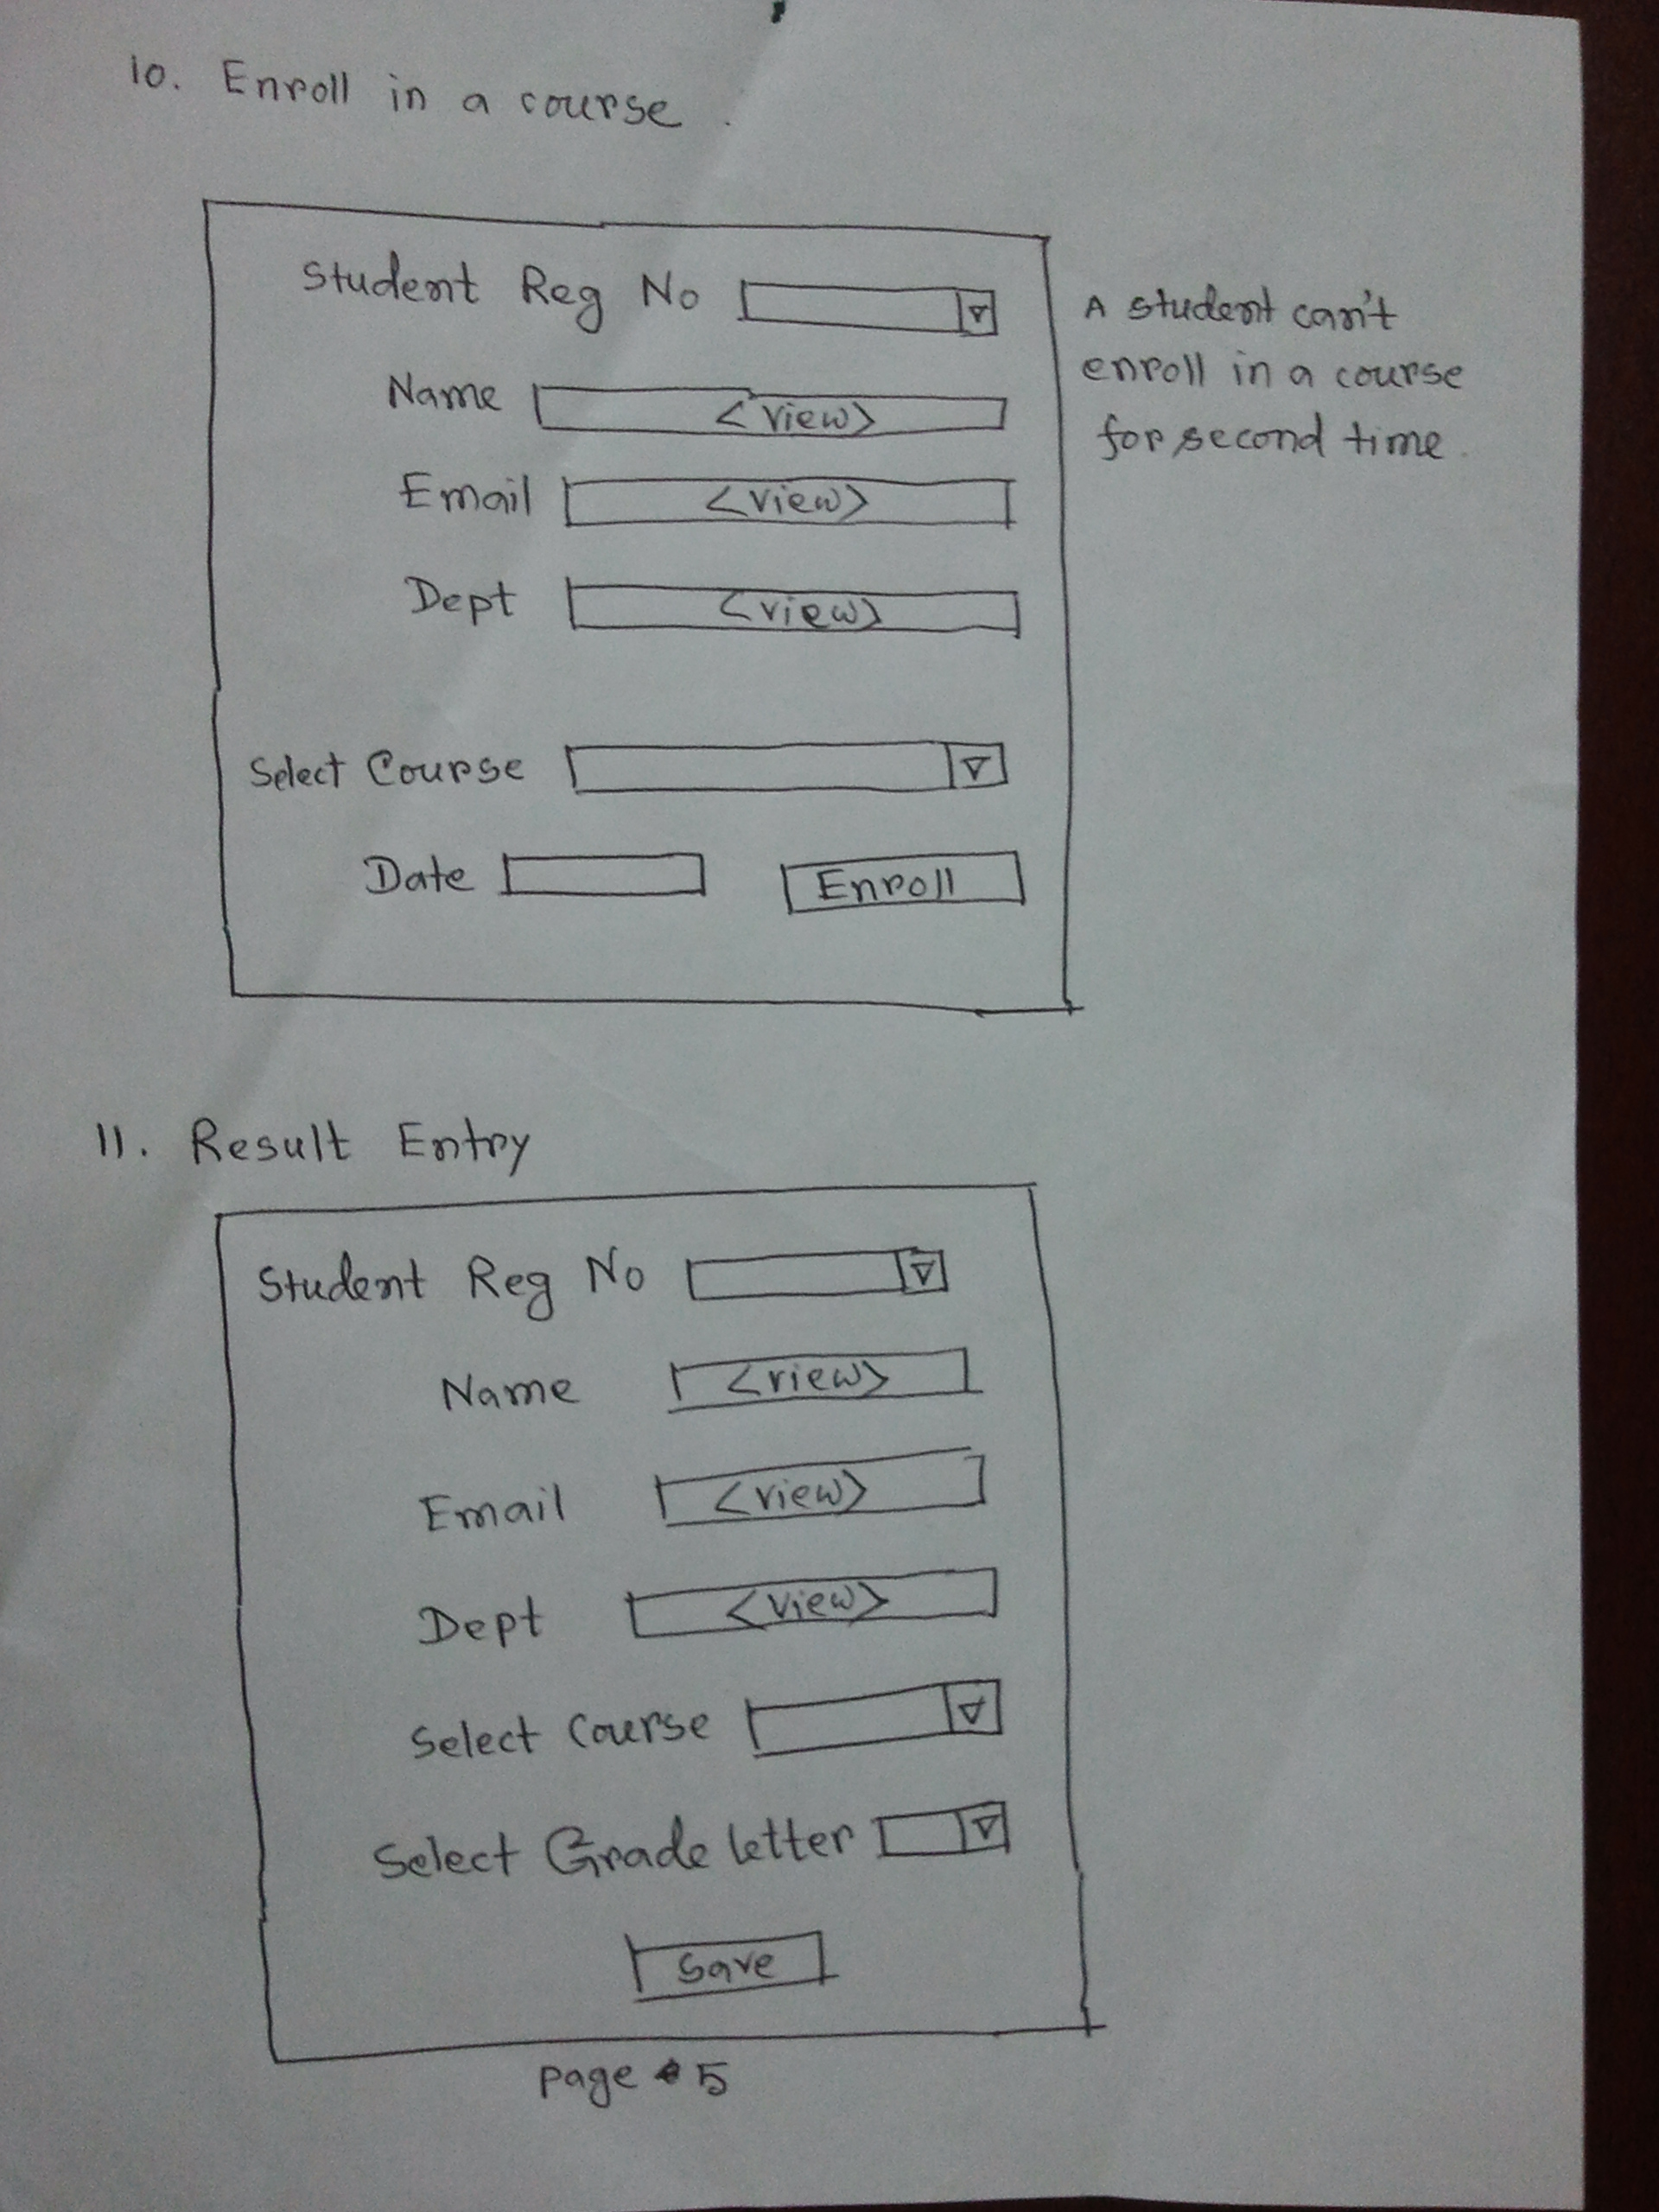 10. Enroll in a course.
Student Reg No
A student can't
enroll in a course
for second time.
Name <view>
Email <view>
Dept <view>
Select Course
Date Enroll
11. Result Entry
Student Reg No
Name <view>
Email <view>
Dept <view>
Select Course
Select Grade letter
Save
page 5